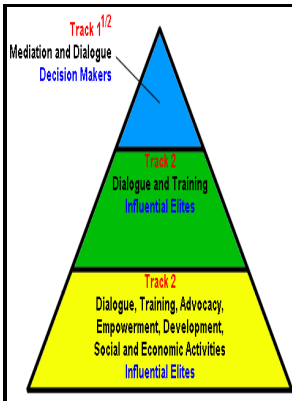 Track 1 1/2
Mediation and Dialogue
Decision Makers
Track 2
Dialogue and Training
Influential Elites
Track 2
Dialogue, Training, Advocacy,
Empowerment, Development,
Social and Economic Activities
Influential Elites